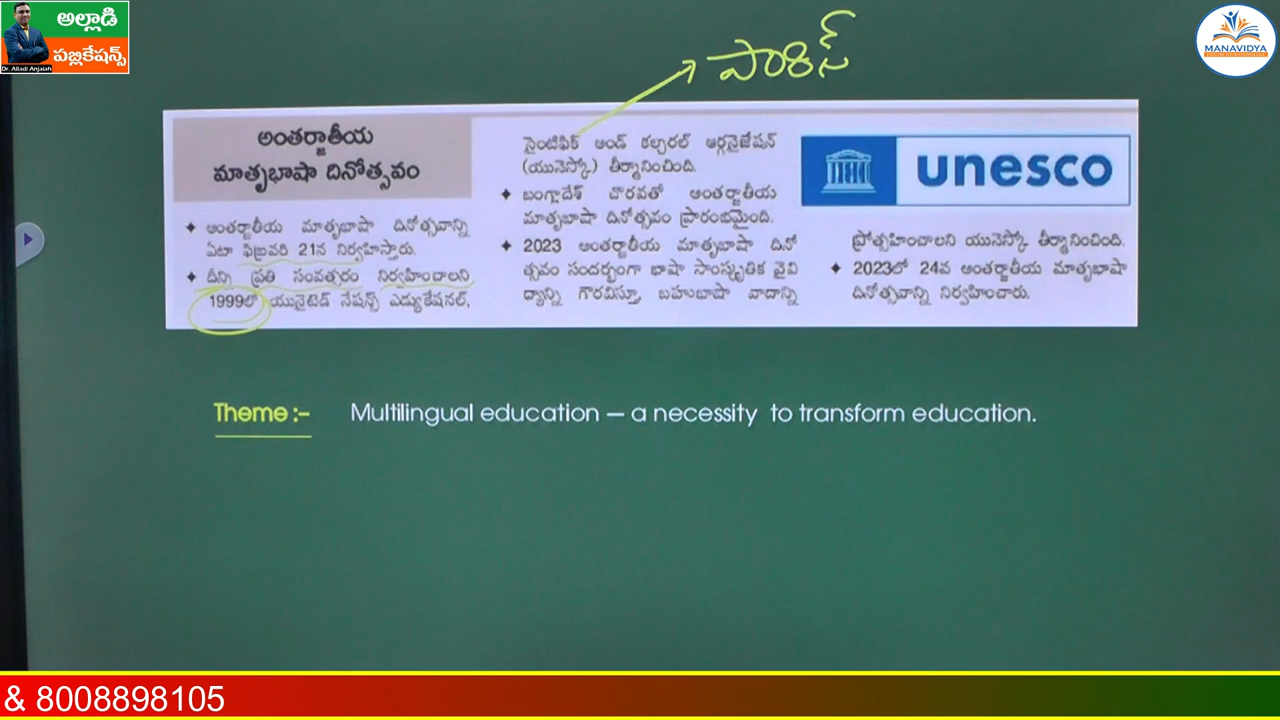 అల్లాడి
పబ్లికేషన్స్
Dr. Alladi Anjaiah
MANAVIDYA
పారిస్
అంతర్జాతీయ
మాతృభాషా దినోత్సవం
✦ అంతర్జాతీయ మాతృభాషా దినోత్సవాన్ని
ఏటా ఫిబ్రవరి 21న నిర్వహిస్తారు.
✦ దీన్ని ప్రతి సంవత్సరం నిర్వహించాలని
1999లో యునైటెడ్ నేషన్స్ ఎడ్యుకేషనల్,
సైంటిఫిక్ అండ్ కల్చరల్ ఆర్గనైజేషన్
(యునెస్కో) తీర్మానించింది.
✦ బంగ్లాదేశ్ చొరవతో అంతర్జాతీయ
మాతృభాషా దినోత్సవం ప్రారంభమైంది.
✦ 2023 అంతర్జాతీయ మాతృభాషా దినో
త్సవం సందర్భంగా భాషా సాంస్కృతిక వైవి
ధ్యాన్ని గౌరవిస్తూ, బహుభాషా వాదాన్ని
unesco
ప్రోత్సహించాలని యునెస్కో తీర్మానించింది.
✦ 2023లో 24వ అంతర్జాతీయ మాతృభాషా
దినోత్సవాన్ని నిర్వహించారు.
Theme :– Multilingual education – a necessity to transform education.
& 8008898105